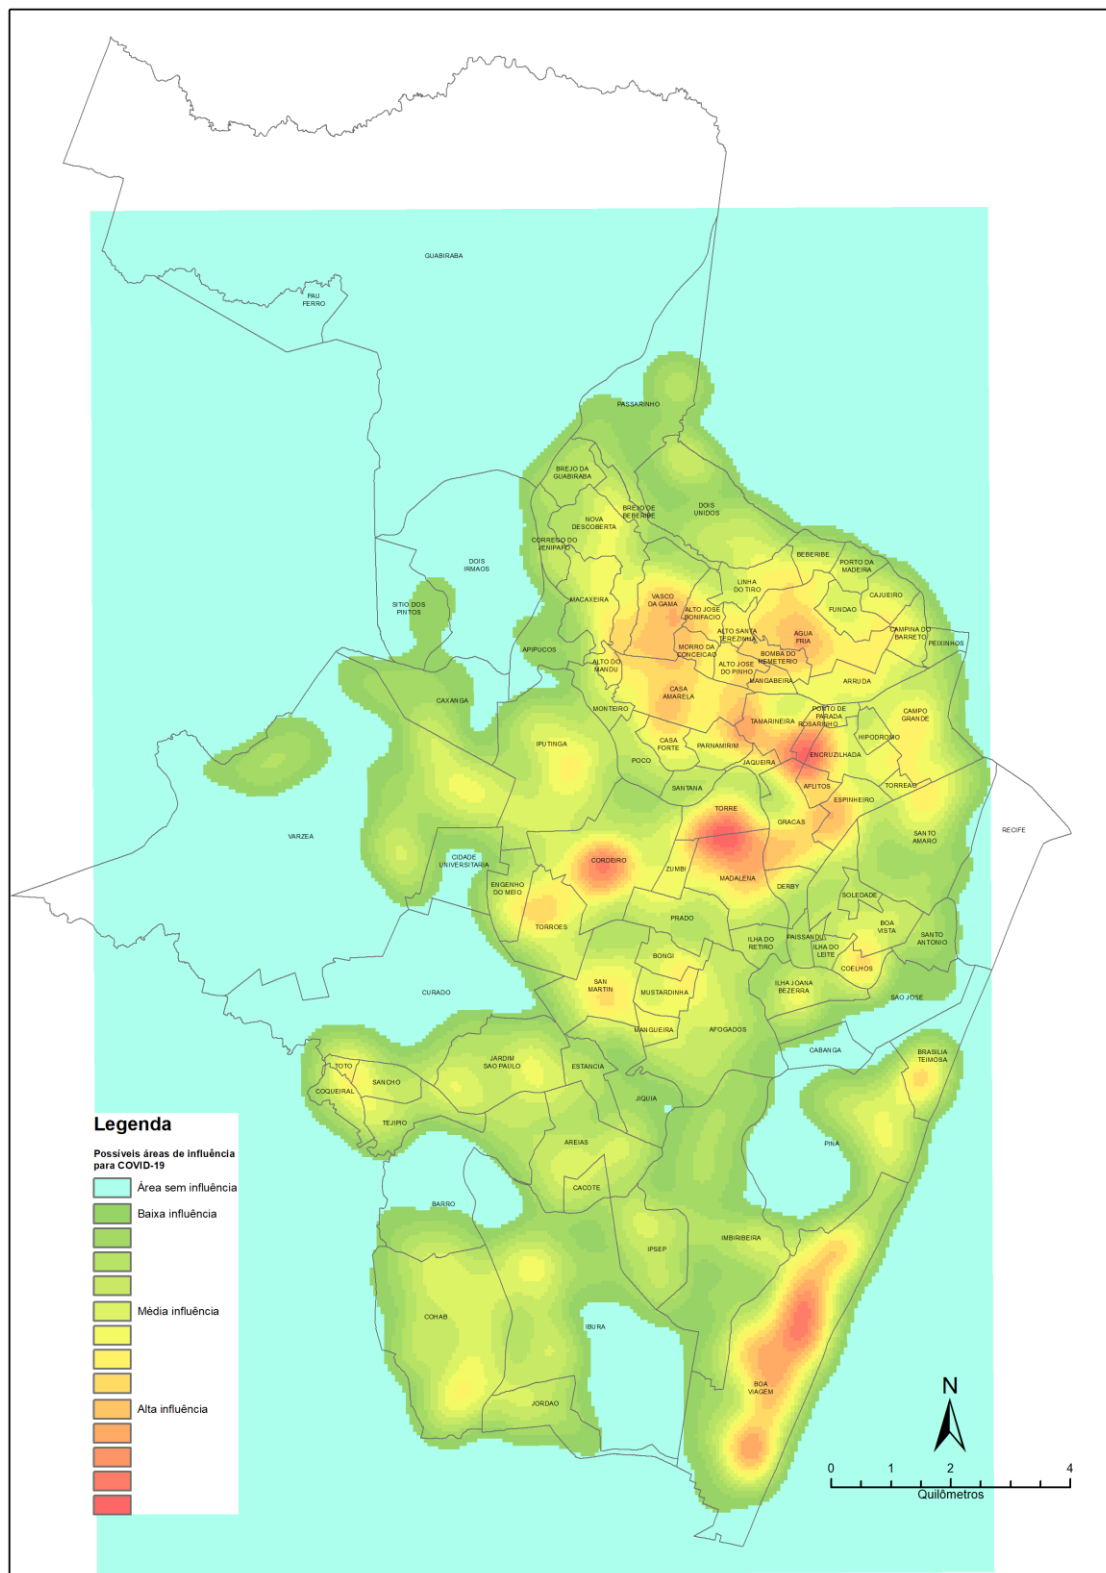 GUABIRABA
PAU
FERRO
PASSARINHO
BREJO DA
GUABIRABA
BREJO DE
BEBERIBE
DOIS
UNIDOS
NOVA
DESCOBERTA
CORREGO DO
JENIPAPO
DOIS
IRMAOS
BEBERIBE
PORTO DA
MADEIRA
LINHA
DO TIRO
CAJUEIRO
SITIO DOS
PINTOS
MACAXEIRA
VASCO
DA GAMA
ALTO JOSE
BONIFACIO
FUNDAO
ALTO SANTA
TEREZINHA
AGUA
FRIA
CAMPINA DO
BARRETO
PEIXINHOS
APIPUCOS
MORRO DA
CONCEICAO
BOMBA DO
HEMETERIO
ALTO DO
MANDU
ALTO JOSE
DO PINHO
MANGABEIRA
ARRUDA
CASA
AMARELA
CAXANGA
MONTEIRO
PORTO DE
PARADA
ROSARINHO
CAMPO
GRANDE
TAMARINEIRA
IPUTINGA
CASA
FORTE
PARNAMIRIM
HIPODROMO
ENCRUZILHADA
POCO
JAQUEIRA
SANTANA
AFLITOS
TORREAO
ESPINHEIRO
TORRE
GRACAS
SANTO
AMARO
RECIFE
VARZEA
CIDADE
UNIVERSITARIA
CORDEIRO
ZUMBI
MADALENA
DERBY
ENGENHO
DO MEIO
SOLEDADE
TORROES
PRADO
BOA
VISTA
SANTO
ANTONIO
ILHA DO
RETIRO
PAISSANDU
ILHA DO
LEITE
COELHOS
BONGI
CURADO
SAN
MARTIN
MUSTARDINHA
ILHA JOANA
BEZERRA
SAO JOSE
MANGUEIRA
AFOGADOS
CABANGA
BRASILIA
TEIMOSA
TOTO
JARDIM
SAO PAULO
ESTANCIA
SANCHO
COQUEIRAL
JIQUIA
TEJIPIO
PINA
AREIAS
CACOTE
BARRO
IMBIRIBEIRA
IPSEP
COHAB
IBURA
BOA
VIAGEM
JORDAO
Legenda
Possíveis áreas de influência
para COVID-19
Área sem influência
Baixa influência
Média influência
Alta influência
N
0 1 2 4
Quilômetros